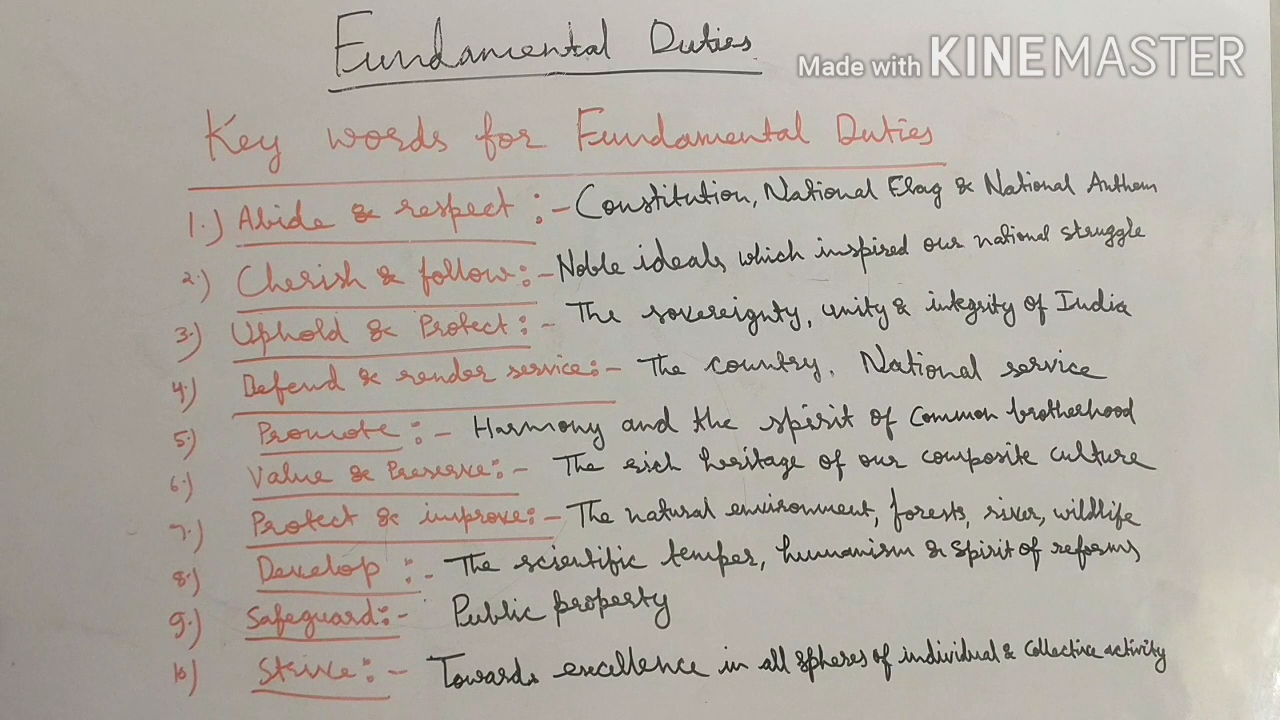 Fundamental Duties
Made with KINEMASTER
Key words for Fundamental Duties
1.) Abide & respect :- Constitution, National Flag & National Anthem
2.) Cherish & follow:- Noble ideals which inspired our national struggle
3.) Uphold & Protect:- The sovereignty, unity & integrity of India
4.) Defend & render service:- The country, National service
5.) Promote :- Harmony and the spirit of Common brotherhood
6.) Value & Preserve:- The rich heritage of our composite culture
7.) Protect & improve:- The natural environment, forests, river, wildlife
8.) Develop :- The scientific temper, humanism & spirit of reforms
9.) Safeguard:- Public property
10) Strive:- Towards excellence in all spheres of individual & collective activity